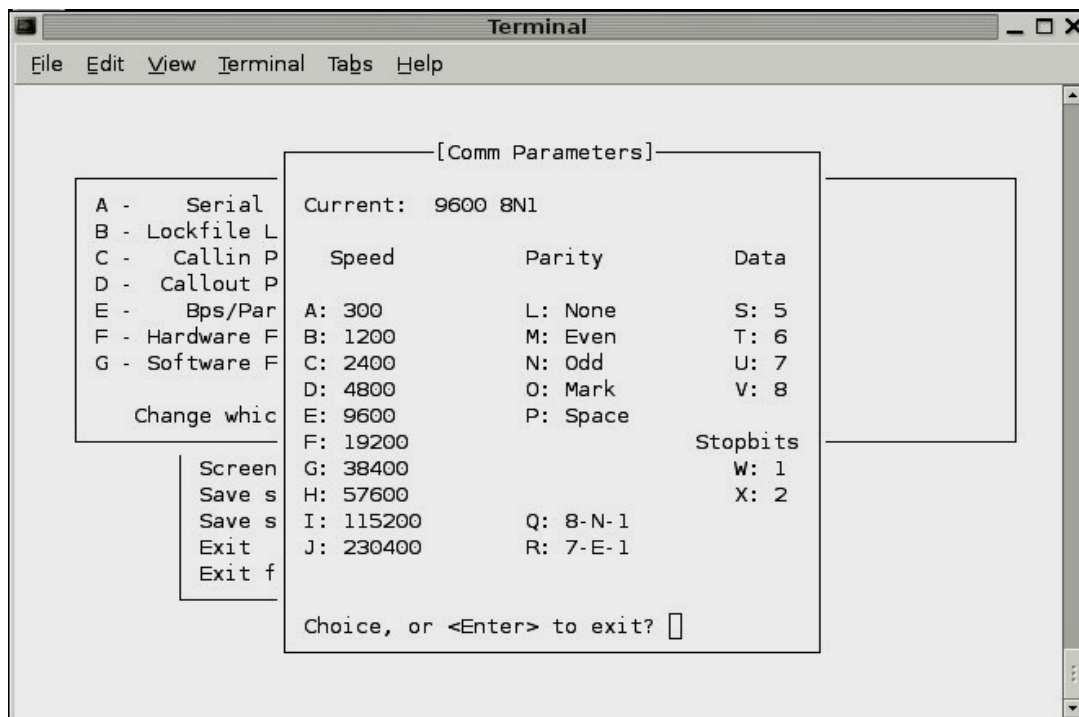 Terminal
File Edit View Terminal Tabs Help
[Comm Parameters]
A - Serial
B - Lockfile L
C - Callin P
D - Callout P
E - Bps/Par
F - Hardware F
G - Software F
Change whic
Screen
Save s
Save s
Exit
Exit f
Current: 9600 8N1
Speed Parity Data
A: 300 L: None S: 5
B: 1200 M: Even T: 6
C: 2400 N: Odd U: 7
D: 4800 O: Mark V: 8
E: 9600 P: Space
F: 19200 Stopbits
G: 38400 W: 1
H: 57600 X: 2
I: 115200 Q: 8-N-1
J: 230400 R: 7-E-1
Choice, or <Enter> to exit?